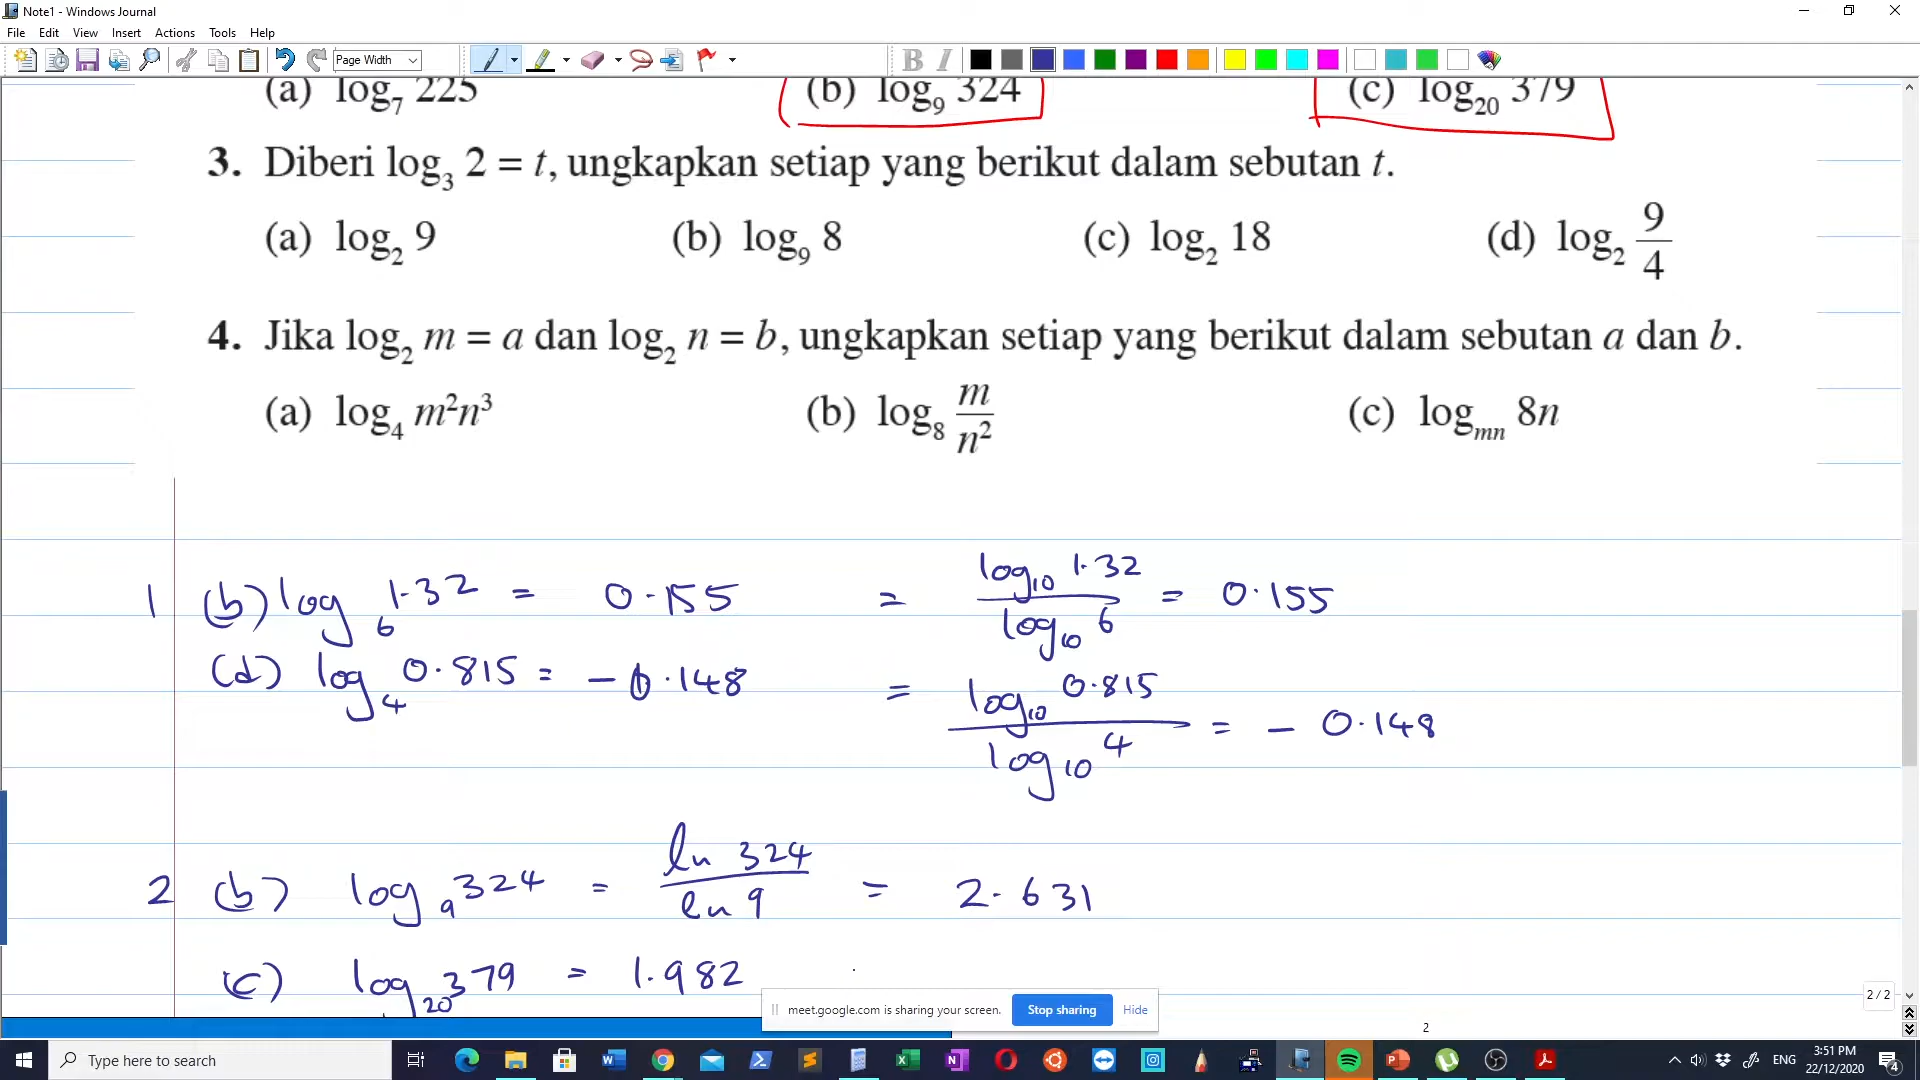 Note1 - Windows Journal
File Edit View Insert Actions Tools Help
Page Width
B I
(a) log₇ 225 (b) log₉ 324 (c) log₂₀ 379
3. Diberi log₃ 2 = t, ungkapkan setiap yang berikut dalam sebutan t.
(a) log₂ 9 (b) log₉ 8 (c) log₂ 18 (d) log₂ 9/4
4. Jika log₂ m = a dan log₂ n = b, ungkapkan setiap yang berikut dalam sebutan a dan b.
(a) log₄ m²n³ (b) log₈ m/n² (c) logₘₙ 8n
1 (b) log₆ 1.32 = 0.155 = log₁₀ 1.32 / log₁₀ 6 = 0.155
(d) log₄ 0.815 = - 0.148 = log₁₀ 0.815 / log₁₀ 4 = - 0.148
2 (b) log₉ 324 = ln 324 / ln 9 = 2.631
(c) log₂₀ 379 = 1.982
2 / 2
meet.google.com is sharing your screen. Stop sharing Hide
2
Type here to search
ENG
3:51 PM
22/12/2020
4